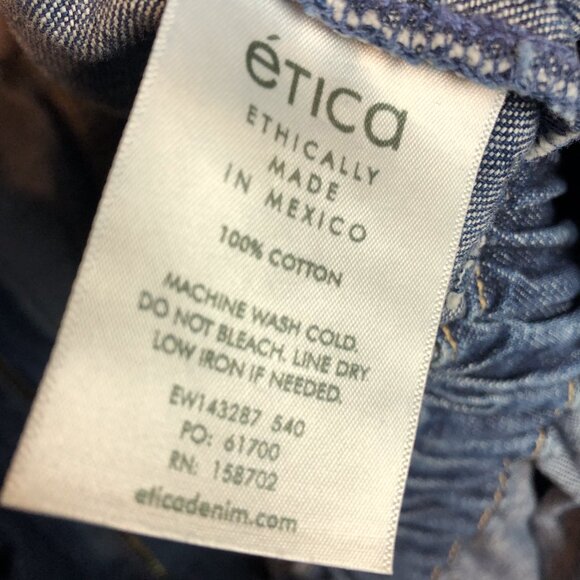 éTICa
ETHICALLY
MADE
IN MEXICO
100% COTTON
MACHINE WASH COLD.
DO NOT BLEACH. LINE DRY.
LOW IRON IF NEEDED.
EW143287 540
PO: 61700
RN: 158702
eticadenim.com